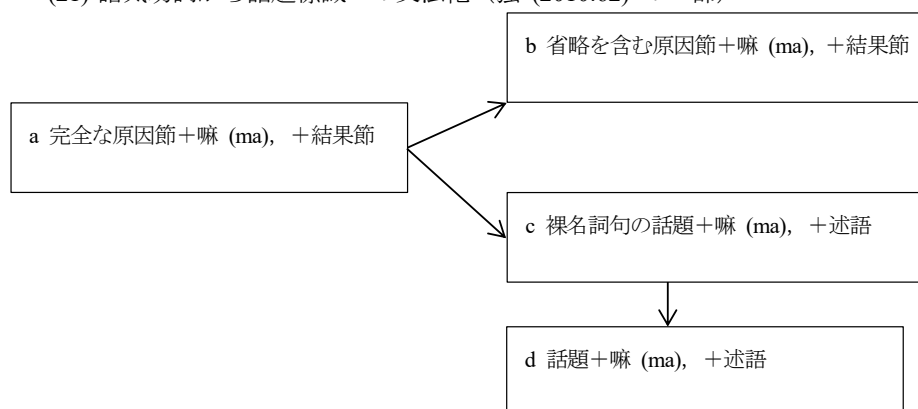 a 完全な原因節＋嘛 (ma), ＋結果節
b 省略を含む原因節＋嘛 (ma), ＋結果節
c 裸名詞句の話題＋嘛 (ma), ＋述語
d 話題＋嘛 (ma), ＋述語